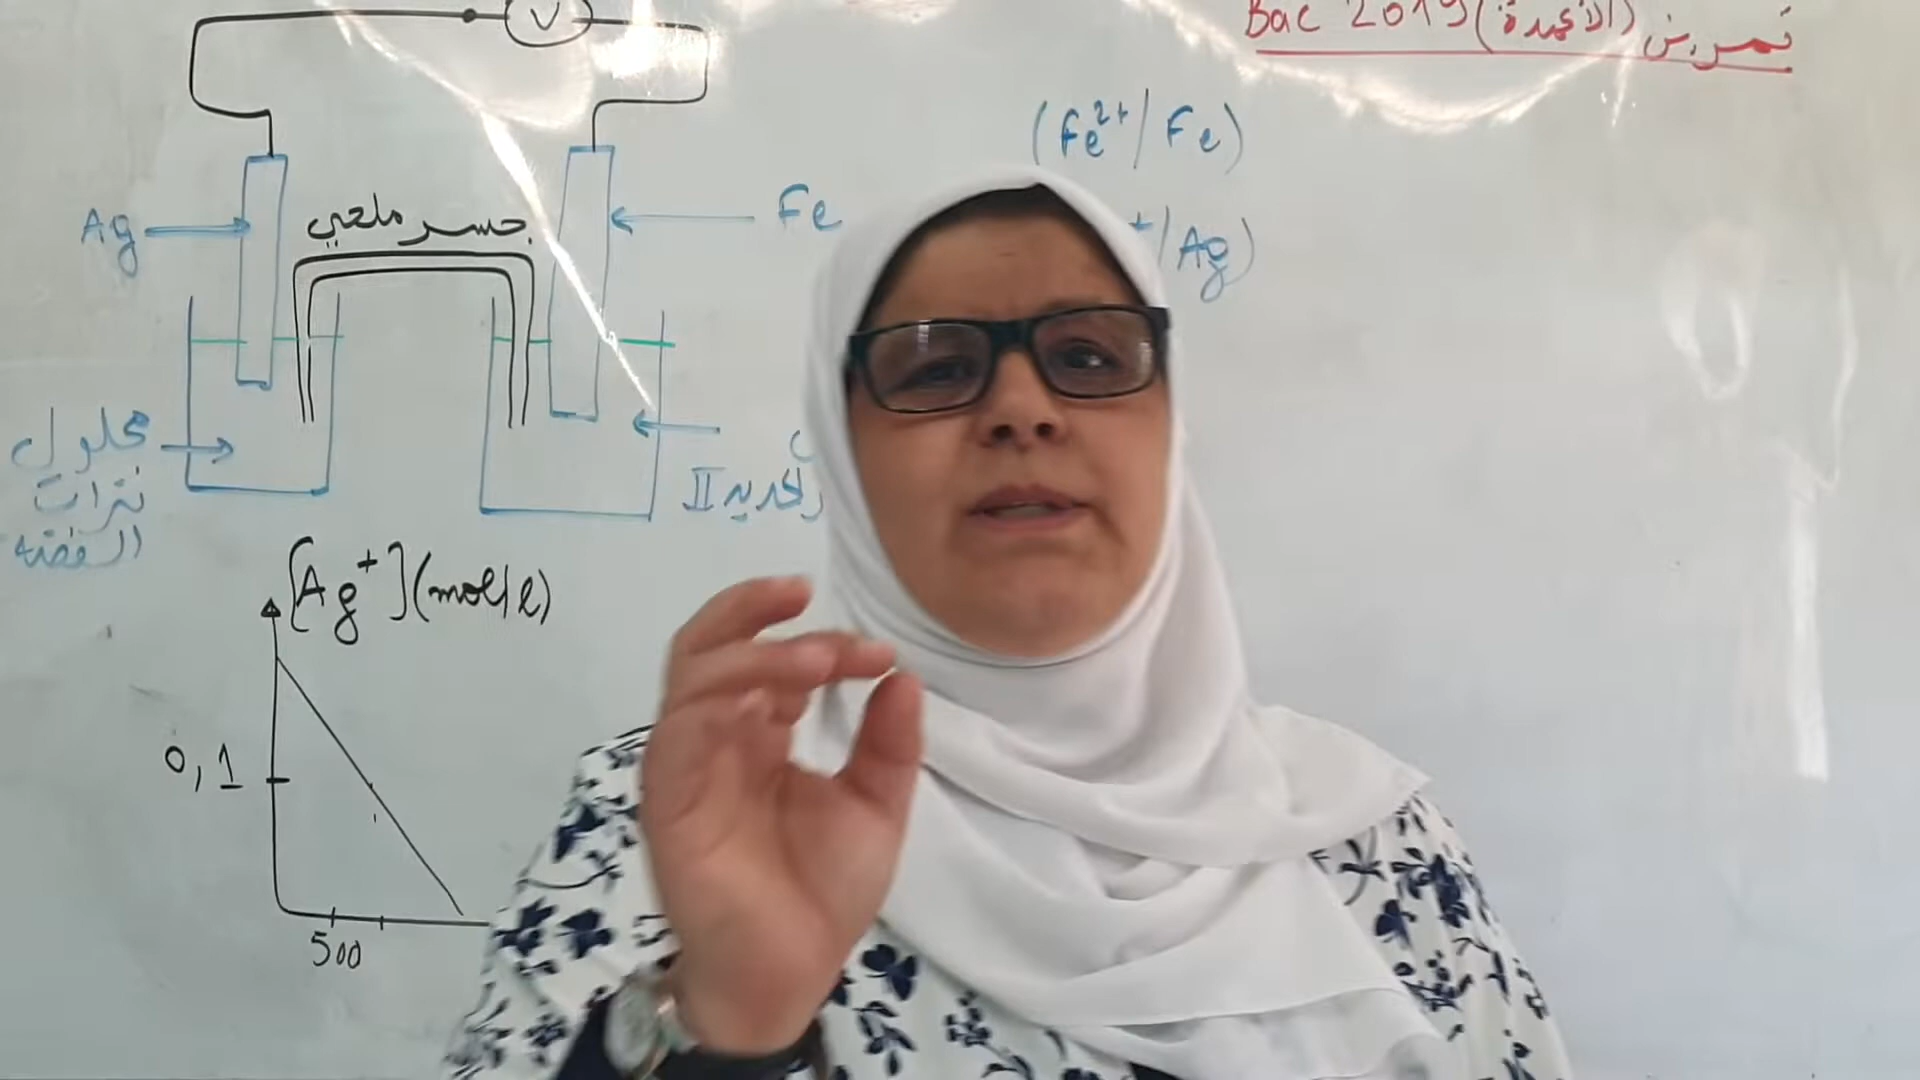 تمرين (الأعمدة) Bac 2019
V
(Fe²⁺/Fe)
⁺/Ag)
Ag
جسر ملحي
Fe
محلول
نترات
الفضة
الحديد II
[Ag⁺](mol/l)
0,1
500